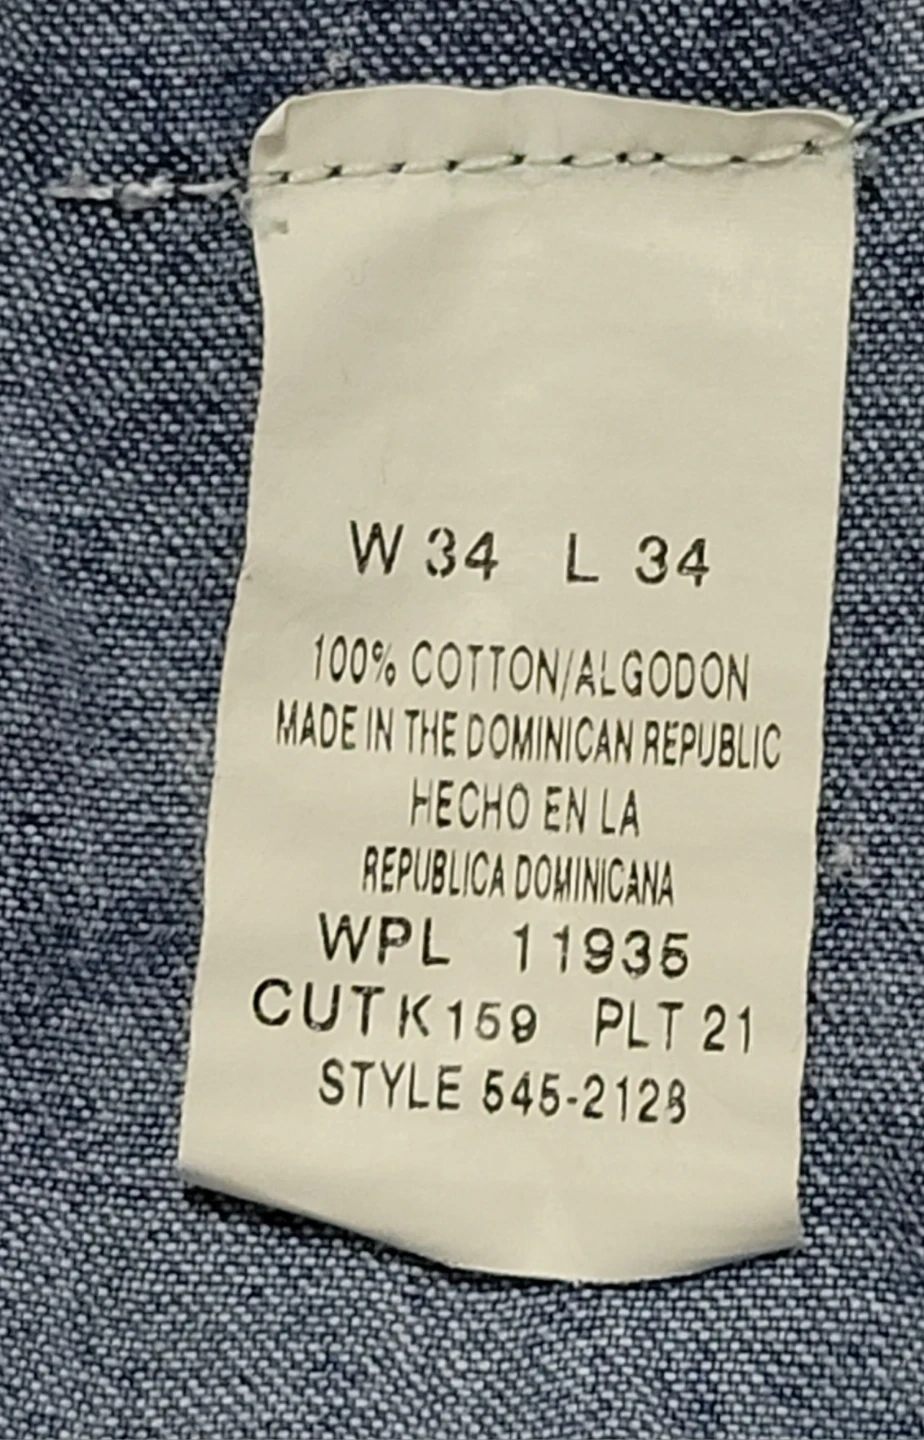 W 34 L 34
100% COTTON/ALGODON
MADE IN THE DOMINICAN REPUBLIC
HECHO EN LA
REPUBLICA DOMINICANA
WPL 11935
CUT K159 PLT 21
STYLE 545-2128